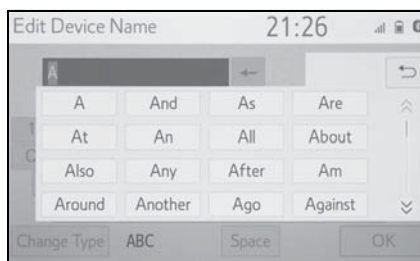 Edit Device Name 21:26
A
A And As Are
At An All About
Also Any After Am
Around Another Ago Against
Change Type ABC Space OK